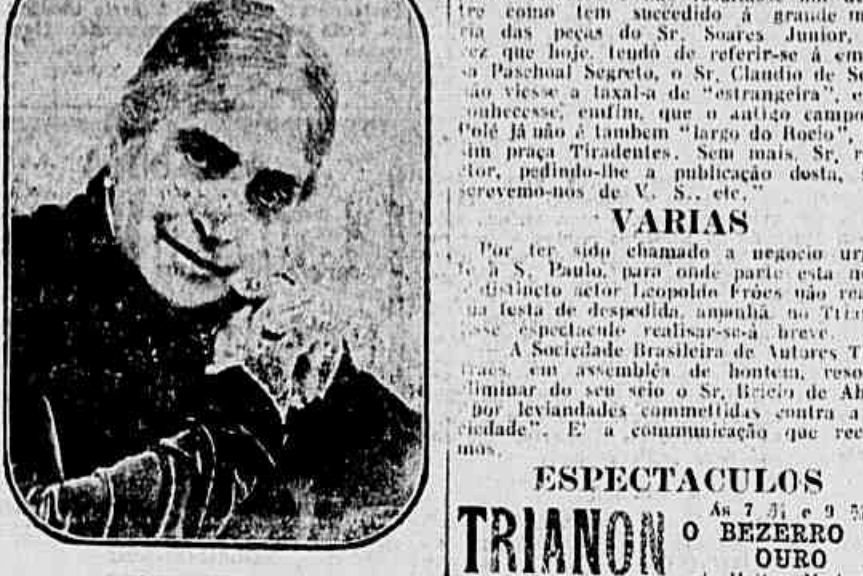 tre como tem succedido á grande
ria das peças do Sr. Soares Junior,
vez que hoje, tendo de referir-se á
sa Paschoal Segreto, o Sr. Claudio de
não viesse a taxal-a de "estrangeira",
onhecesse, emfim, que o antigo campo
Polé já não é tambem "largo do Rocio",
sim praça Tiradentes. Sem mais, Sr.
ctor, pedindo-lhe a publicação desta,
screvemo-nos de V. S., etc."
VARIAS
Por ter sido chamado a negocio
te á S. Paulo, para onde parte esta
distincto actor Leopoldo Fróes não
ua festa de despedida, amanhã, no
esse espectaculo realisar-se-á breve.
A Sociedade Brasileira de Autores
traes, em assembléa de hontem,
liminar do seu seio o Sr. Bricio de
"por leviandades commettidas contra a
ciedade". E' a communicação que
mos.
ESPECTACULOS
TRIANON
O BEZERRO
OURO